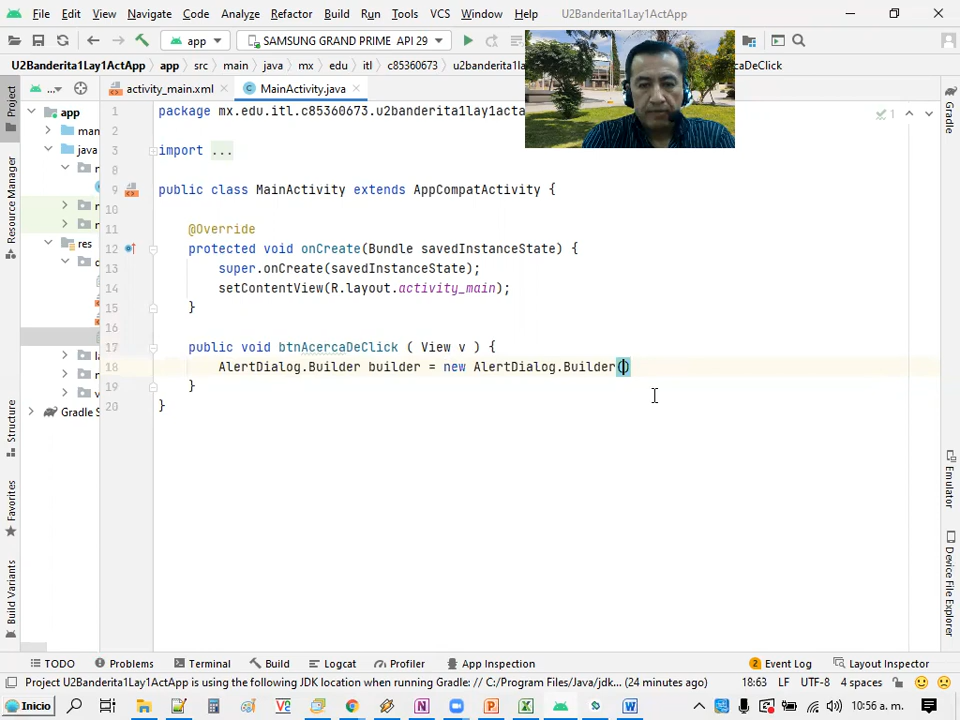 File Edit View Navigate Code Analyze Refactor Build Run Tools VCS Window Help U2Banderita1Lay1ActApp
app SAMSUNG GRAND PRIME API 29
U2Banderita1Lay1ActApp app src main java mx edu itl c85360673 u2banderita1la caDeClick
... activity_main.xml MainActivity.java
Project
Resource Manager
Structure
Favorites
Build Variants
app
man
java
res
Gradle S
1 package mx.edu.itl.c85360673.u2banderita1lay1acta
2
3 import ...
8
9 public class MainActivity extends AppCompatActivity {
10
11 @Override
12 protected void onCreate(Bundle savedInstanceState) {
13 super.onCreate(savedInstanceState);
14 setContentView(R.layout.activity_main);
15 }
16
17 public void btnAcercaDeClick ( View v ) {
18 AlertDialog.Builder builder = new AlertDialog.Builder()
19 }
20 }
1
Gradle
Emulator
Device File Explorer
TODO Problems Terminal Build Logcat Profiler App Inspection 2 Event Log Layout Inspector
Project U2Banderita1Lay1ActApp is using the following JDK location when running Gradle: // C:/Program Files/Java/jdk... (24 minutes ago) 18:63 LF UTF-8 4 spaces
Inicio 10:56 a. m.